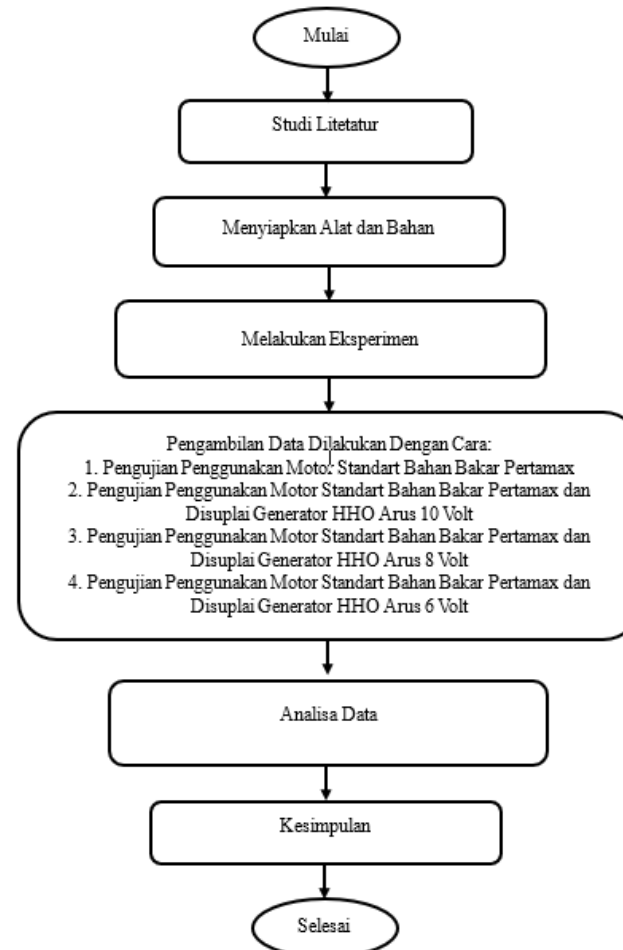 Mulai
Studi Litetatur
Menyiapkan Alat dan Bahan
Melakukan Eksperimen
Pengambilan Data Dilakukan Dengan Cara:
1. Pengujian Penggunakan Motor Standart Bahan Bakar Pertamax
2. Pengujian Penggunakan Motor Standart Bahan Bakar Pertamax dan
Disuplai Generator HHO Arus 10 Volt
3. Pengujian Penggunakan Motor Standart Bahan Bakar Pertamax dan
Disuplai Generator HHO Arus 8 Volt
4. Pengujian Penggunakan Motor Standart Bahan Bakar Pertamax dan
Disuplai Generator HHO Arus 6 Volt
Analisa Data
Kesimpulan
Selesai